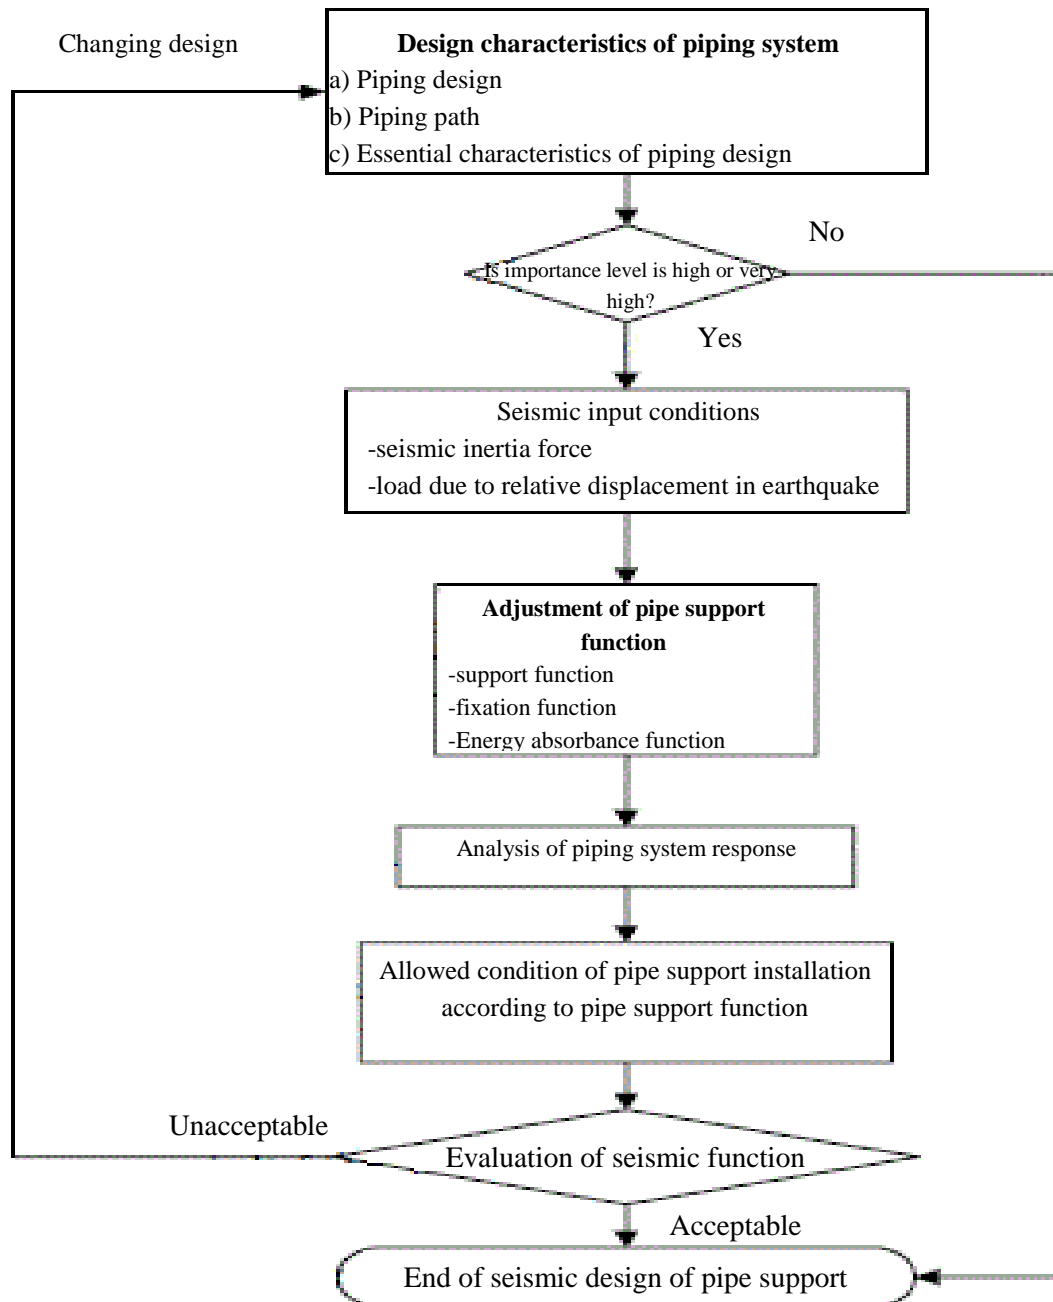 Changing design
Design characteristics of piping system
a) Piping design
b) Piping path
c) Essential characteristics of piping design
No
Is importance level is high or very
high?
Yes
Seismic input conditions
-seismic inertia force
-load due to relative displacement in earthquake
Adjustment of pipe support
function
-support function
-fixation function
-Energy absorbance function
Analysis of piping system response
Allowed condition of pipe support installation
according to pipe support function
Unacceptable
Evaluation of seismic function
Acceptable
End of seismic design of pipe support